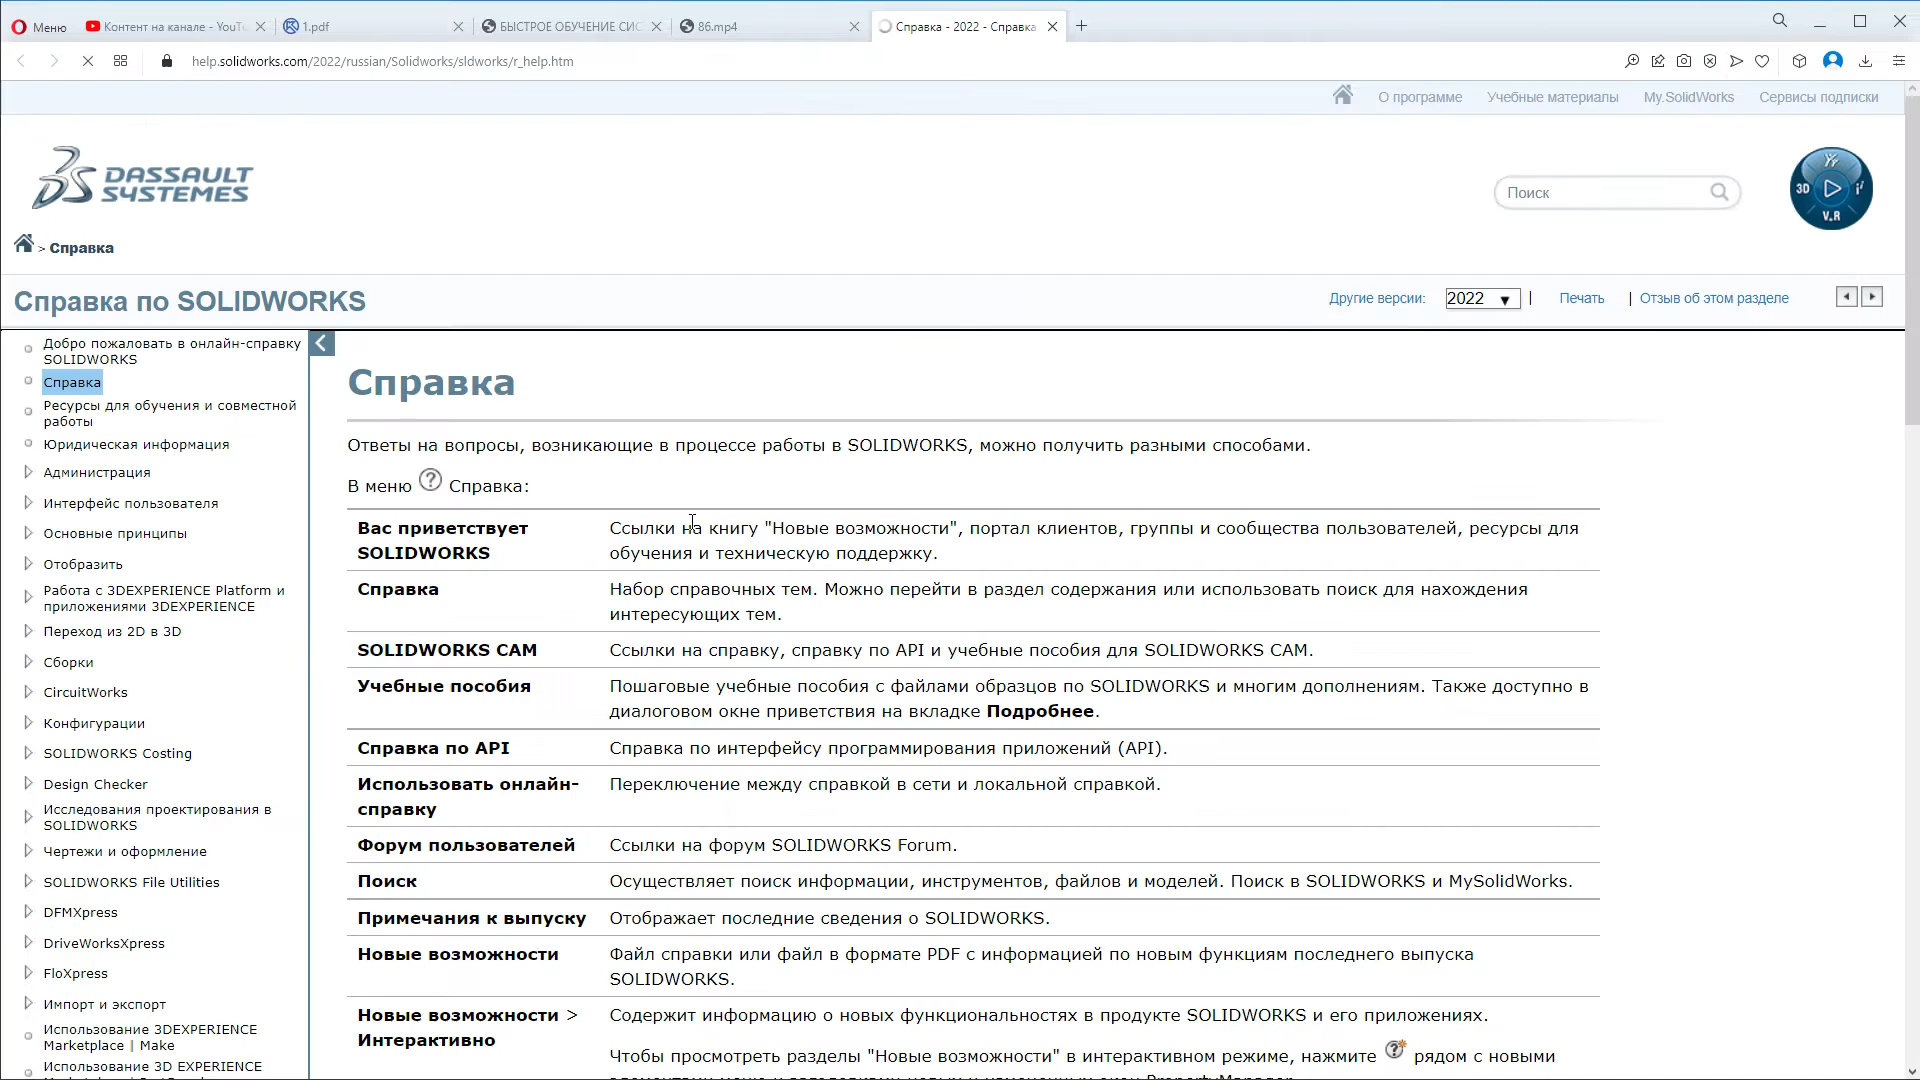 Меню
Контент на канале - YouTu
1.pdf
БЫСТРОЕ ОБУЧЕНИЕ СИС
86.mp4
Справка - 2022 - Справка
help.solidworks.com/2022/russian/Solidworks/sldworks/r_help.htm
О программе
Учебные материалы
My.SolidWorks
Сервисы подписки
DASSAULT
SYSTEMES
Поиск
3D
V.R
> Справка
Справка по SOLIDWORKS
Другие версии:
2022
|
Печать
| Отзыв об этом разделе
Добро пожаловать в онлайн-справку
SOLIDWORKS
Справка
Ресурсы для обучения и совместной
работы
Юридическая информация
Администрация
Интерфейс пользователя
Основные принципы
Отобразить
Работа с 3DEXPERIENCE Platform и
приложениями 3DEXPERIENCE
Переход из 2D в 3D
Сборки
CircuitWorks
Конфигурации
SOLIDWORKS Costing
Design Checker
Исследования проектирования в
SOLIDWORKS
Чертежи и оформление
SOLIDWORKS File Utilities
DFMXpress
DriveWorksXpress
FloXpress
Импорт и экспорт
Использование 3DEXPERIENCE
Marketplace | Make
Использование 3D EXPERIENCE
Справка
Ответы на вопросы, возникающие в процессе работы в SOLIDWORKS, можно получить разными способами.
В меню ? Справка:
Вас приветствует
SOLIDWORKS
Ссылки на книгу "Новые возможности", портал клиентов, группы и сообщества пользователей, ресурсы для
обучения и техническую поддержку.
Справка
Набор справочных тем. Можно перейти в раздел содержания или использовать поиск для нахождения
интересующих тем.
SOLIDWORKS CAM
Ссылки на справку, справку по API и учебные пособия для SOLIDWORKS CAM.
Учебные пособия
Пошаговые учебные пособия с файлами образцов по SOLIDWORKS и многим дополнениям. Также доступно в
диалоговом окне приветствия на вкладке Подробнее.
Справка по API
Справка по интерфейсу программирования приложений (API).
Использовать онлайн-
справку
Переключение между справкой в сети и локальной справкой.
Форум пользователей
Ссылки на форум SOLIDWORKS Forum.
Поиск
Осуществляет поиск информации, инструментов, файлов и моделей. Поиск в SOLIDWORKS и MySolidWorks.
Примечания к выпуску
Отображает последние сведения о SOLIDWORKS.
Новые возможности
Файл справки или файл в формате PDF с информацией по новым функциям последнего выпуска
SOLIDWORKS.
Новые возможности >
Интерактивно
Содержит информацию о новых функциональностях в продукте SOLIDWORKS и его приложениях.
Чтобы просмотреть разделы "Новые возможности" в интерактивном режиме, нажмите ? рядом с новыми